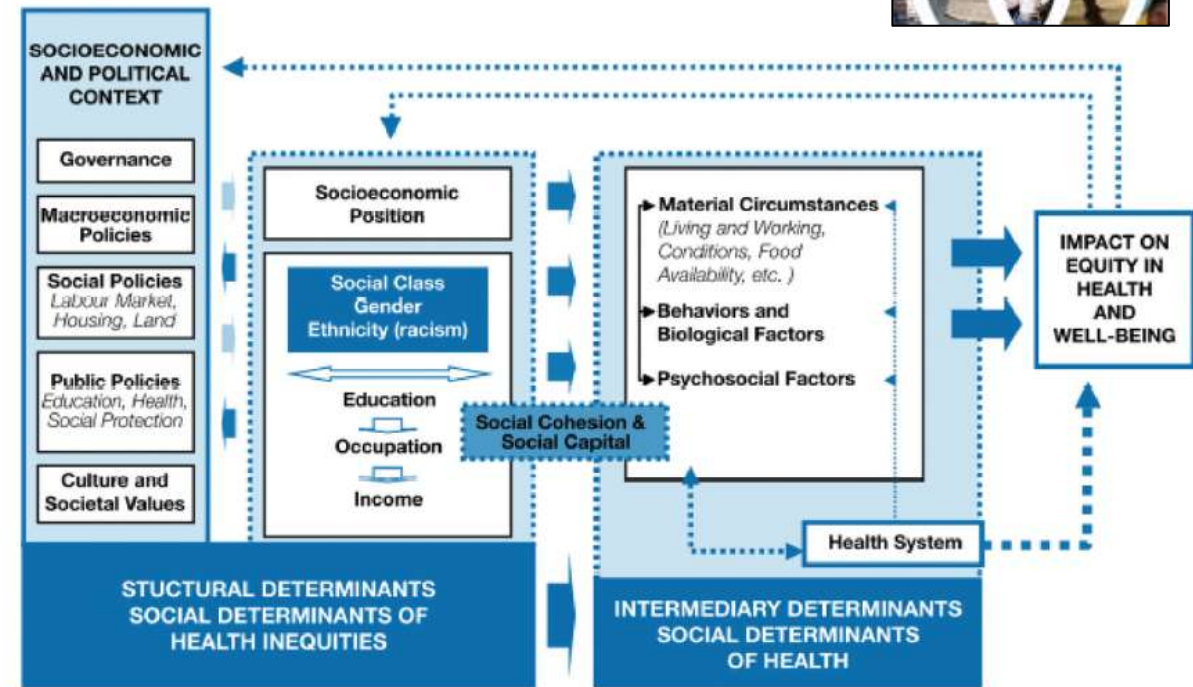 SOCIOECONOMIC
AND POLITICAL
CONTEXT
Governance
Macroeconomic
Policies
Social Policies
Labour Market,
Housing, Land
Public Policies
Education, Health,
Social Protection
Culture and
Societal Values
Socioeconomic
Position
Social Class
Gender
Ethnicity (racism)
Education
Occupation
Income
Social Cohesion &
Social Capital
Material Circumstances
(Living and Working,
Conditions, Food
Availability, etc. )
Behaviors and
Biological Factors
Psychosocial Factors
Health System
IMPACT ON
EQUITY IN
HEALTH
AND
WELL-BEING
STUCTURAL DETERMINANTS
SOCIAL DETERMINANTS OF
HEALTH INEQUITIES
INTERMEDIARY DETERMINANTS
SOCIAL DETERMINANTS
OF HEALTH